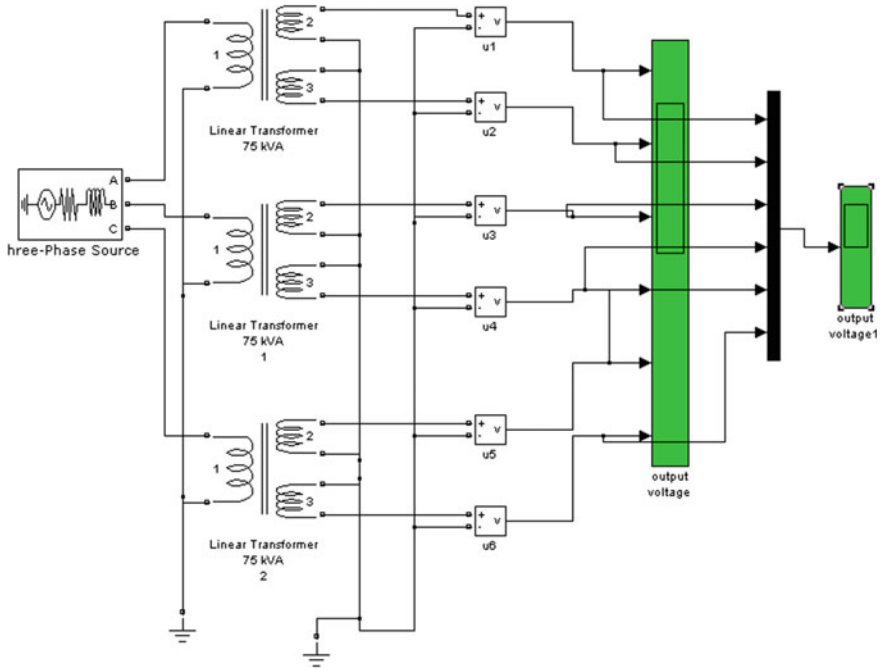 2
1
3
Linear Transformer
75 kVA
+
-
v
u1
+
-
v
u2
A
B
C
hree-Phase Source
2
1
3
Linear Transformer
75 kVA
1
+
-
v
u3
+
-
v
u4
2
1
3
Linear Transformer
75 kVA
2
+
-
v
u5
+
-
v
u6
output
voltage
output
voltage1